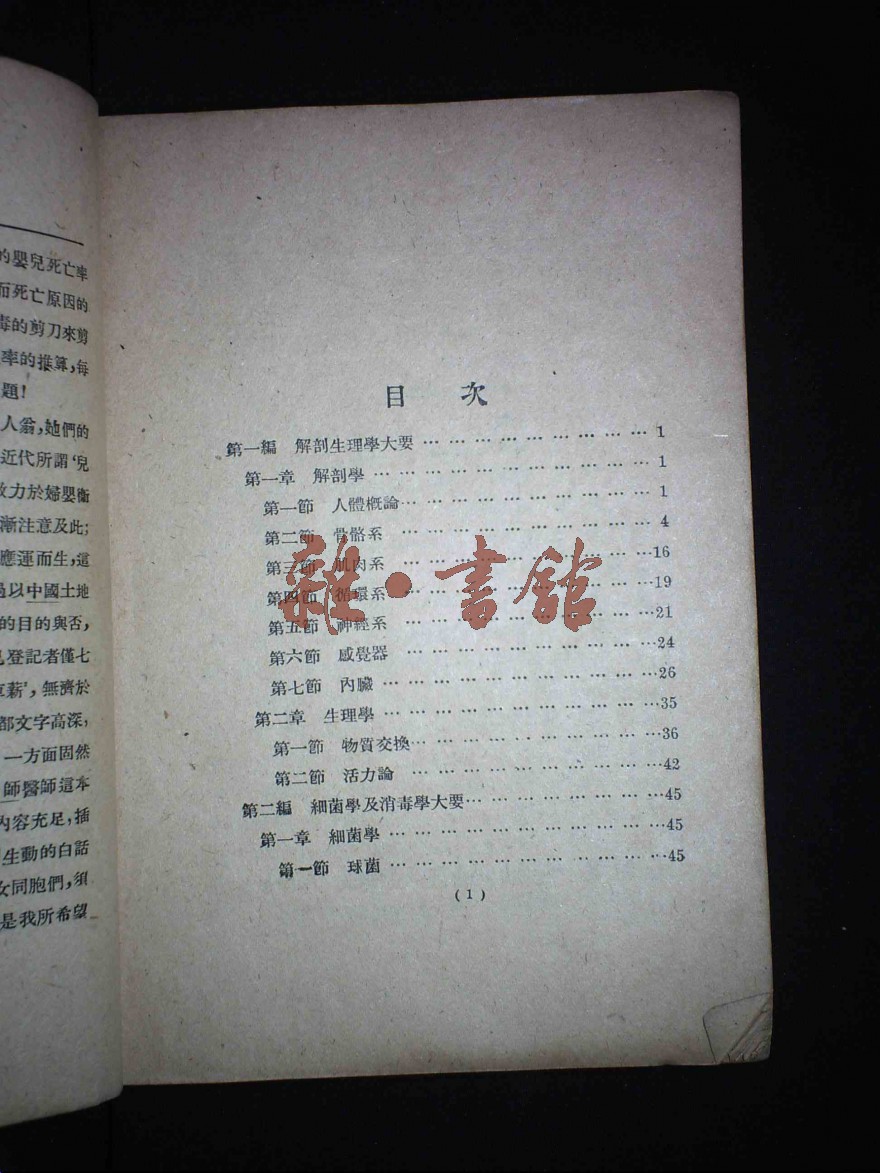 的嬰兒死亡率
而死亡原因的
毒的剪刀來剪
率的推算,每
題!
人翁,她們的
近代所謂‘兒
效力於婦嬰衞
漸注意及此;
應運而生,這
以中國土地
的目的與否,
登記者僅七
車薪’,無濟於
部文字高深,
一方面固然
師醫師這本
內容充足,插
生動的白話
女同胞們,須
是我所希望
目 次
第一編 解剖生理學大要 … … … … … … … … … 1
第一章 解剖學 … … … … … … … … … … … 1
第一節 人體概論… … … … … … … … … … 1
第二節 骨骼系 … … … … … … … … … … 4
第三節 肌肉系 … … … … … … … … … …16
第四節 循環系 … … … … … … … … … …19
第五節 神經系 … … … … … … … … … …21
第六節 感覺器 … … … … … … … … … …24
第七節 內臟 … … … … … … … … … … …26
第二章 生理學 … … … … … … … … … … …35
第一節 物質交換… … … … … … … … … …36
第二節 活力論 … … … … … … … … … …42
第二編 細菌學及消毒學大要… … … … … … … …45
第一章 細菌學 … … … … … … … … … … …45
第一節 球菌 … … … … … … … … … … …45
(1)
雜·書館